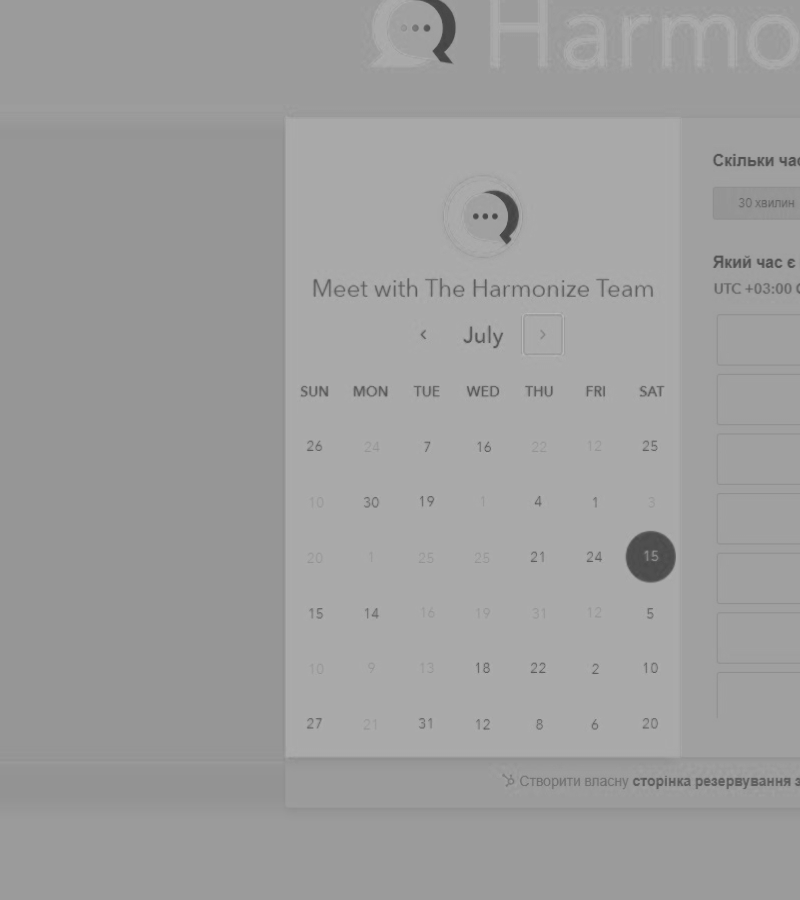 Harmo
Meet with The Harmonize Team
July
SUN MON TUE WED THU FRI SAT
26 24 7 16 22 12 25
10 30 19 1 4 1 3
20 1 25 25 21 24 15
15 14 16 19 31 12 5
10 9 13 18 22 2 10
27 21 31 12 8 6 20
Скільки час
30 хвилин
Який час є
UTC +03:00
Створити власну сторінка резервування з